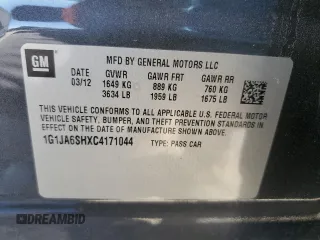 GM
MFD BY GENERAL MOTORS LLC
DATE GVWR GAWR FRT GAWR RR
03/12 1649 KG 889 KG 760 KG
3634 LB 1959 LB 1675 LB
THIS VEHICLE CONFORMS TO ALL APPLICABLE U.S. FEDERAL MOTOR
VEHICLE SAFETY, BUMPER, AND THEFT PREVENTION STANDARDS IN EFFECT
ON THE DATE OF MANUFACTURE SHOWN ABOVE.
1G1JA6SHXC4171044 TYPE: PASS CAR
© 2021 BIDMOTORS